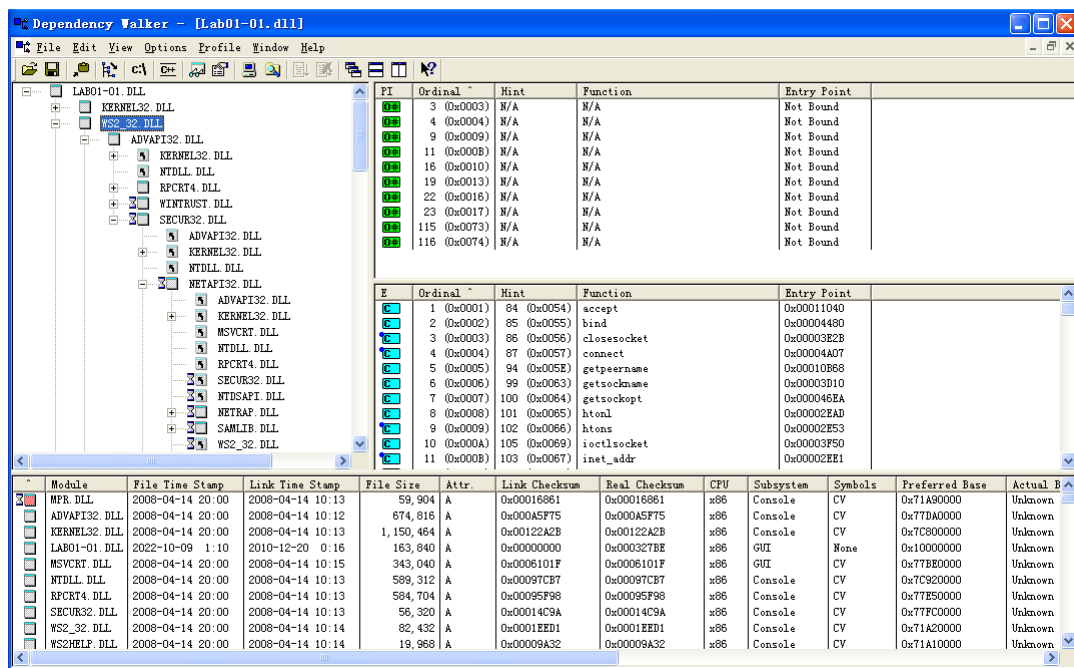 Dependency Walker - [Lab01-01.dll]
File Edit View Options Profile Window Help
C:\ C++
LAB01-01.DLL
KERNEL32.DLL
WS2_32.DLL
ADVAPI32.DLL
KERNEL32.DLL
NTDLL.DLL
RPCRT4.DLL
WINTRUST.DLL
SECUR32.DLL
ADVAPI32.DLL
KERNEL32.DLL
NTDLL.DLL
NETAPI32.DLL
ADVAPI32.DLL
KERNEL32.DLL
MSVCRT.DLL
NTDLL.DLL
RPCRT4.DLL
SECUR32.DLL
NTDSAPI.DLL
NETRAP.DLL
SAMLIB.DLL
WS2_32.DLL
PI Ordinal ^ Hint Function Entry Point
O# 3 (0x0003) N/A N/A Not Bound
O# 4 (0x0004) N/A N/A Not Bound
O# 9 (0x0009) N/A N/A Not Bound
O# 11 (0x000B) N/A N/A Not Bound
O# 16 (0x0010) N/A N/A Not Bound
O# 19 (0x0013) N/A N/A Not Bound
O# 22 (0x0016) N/A N/A Not Bound
O# 23 (0x0017) N/A N/A Not Bound
O# 115 (0x0073) N/A N/A Not Bound
O# 116 (0x0074) N/A N/A Not Bound
E Ordinal ^ Hint Function Entry Point
C 1 (0x0001) 84 (0x0054) accept 0x00011040
C 2 (0x0002) 85 (0x0055) bind 0x00004480
C 3 (0x0003) 86 (0x0056) closesocket 0x00003E2B
C 4 (0x0004) 87 (0x0057) connect 0x00004A07
C 5 (0x0005) 94 (0x005E) getpeername 0x00010B68
C 6 (0x0006) 99 (0x0063) getsockname 0x00003D10
C 7 (0x0007) 100 (0x0064) getsockopt 0x000046EA
C 8 (0x0008) 101 (0x0065) htonl 0x00002EAD
C 9 (0x0009) 102 (0x0066) htons 0x00002E53
C 10 (0x000A) 105 (0x0069) ioctlsocket 0x00003F50
C 11 (0x000B) 103 (0x0067) inet_addr 0x00002EE1
^ Module File Time Stamp Link Time Stamp File Size Attr. Link Checksum Real Checksum CPU Subsystem Symbols Preferred Base Actual B
MPR.DLL 2008-04-14 20:00 2008-04-14 10:13 59,904 A 0x00016861 0x00016861 x86 Console CV 0x71A90000 Unknown
ADVAPI32.DLL 2008-04-14 20:00 2008-04-14 10:12 674,816 A 0x000A5F75 0x000A5F75 x86 Console CV 0x77DA0000 Unknown
KERNEL32.DLL 2008-04-14 20:00 2008-04-14 10:13 1,150,464 A 0x00122A2B 0x00122A2B x86 Console CV 0x7C800000 Unknown
LAB01-01.DLL 2022-10-09 1:10 2010-12-20 0:16 163,840 A 0x00000000 0x000327BE x86 GUI None 0x10000000 Unknown
MSVCRT.DLL 2008-04-14 20:00 2008-04-14 10:15 343,040 A 0x0006101F 0x0006101F x86 GUI CV 0x77BE0000 Unknown
NTDLL.DLL 2008-04-14 20:00 2008-04-14 10:13 589,312 A 0x00097CB7 0x00097CB7 x86 Console CV 0x7C920000 Unknown
RPCRT4.DLL 2008-04-14 20:00 2008-04-14 10:13 584,704 A 0x00095F98 0x00095F98 x86 Console CV 0x77E50000 Unknown
SECUR32.DLL 2008-04-14 20:00 2008-04-14 10:13 56,320 A 0x00014C9A 0x00014C9A x86 Console CV 0x77FC0000 Unknown
WS2_32.DLL 2008-04-14 20:00 2008-04-14 10:14 82,432 A 0x0001EED1 0x0001EED1 x86 Console CV 0x71A20000 Unknown
WS2HELP.DLL 2008-04-14 20:00 2008-04-14 10:14 19,968 A 0x00009A32 0x00009A32 x86 Console CV 0x71A10000 Unknown